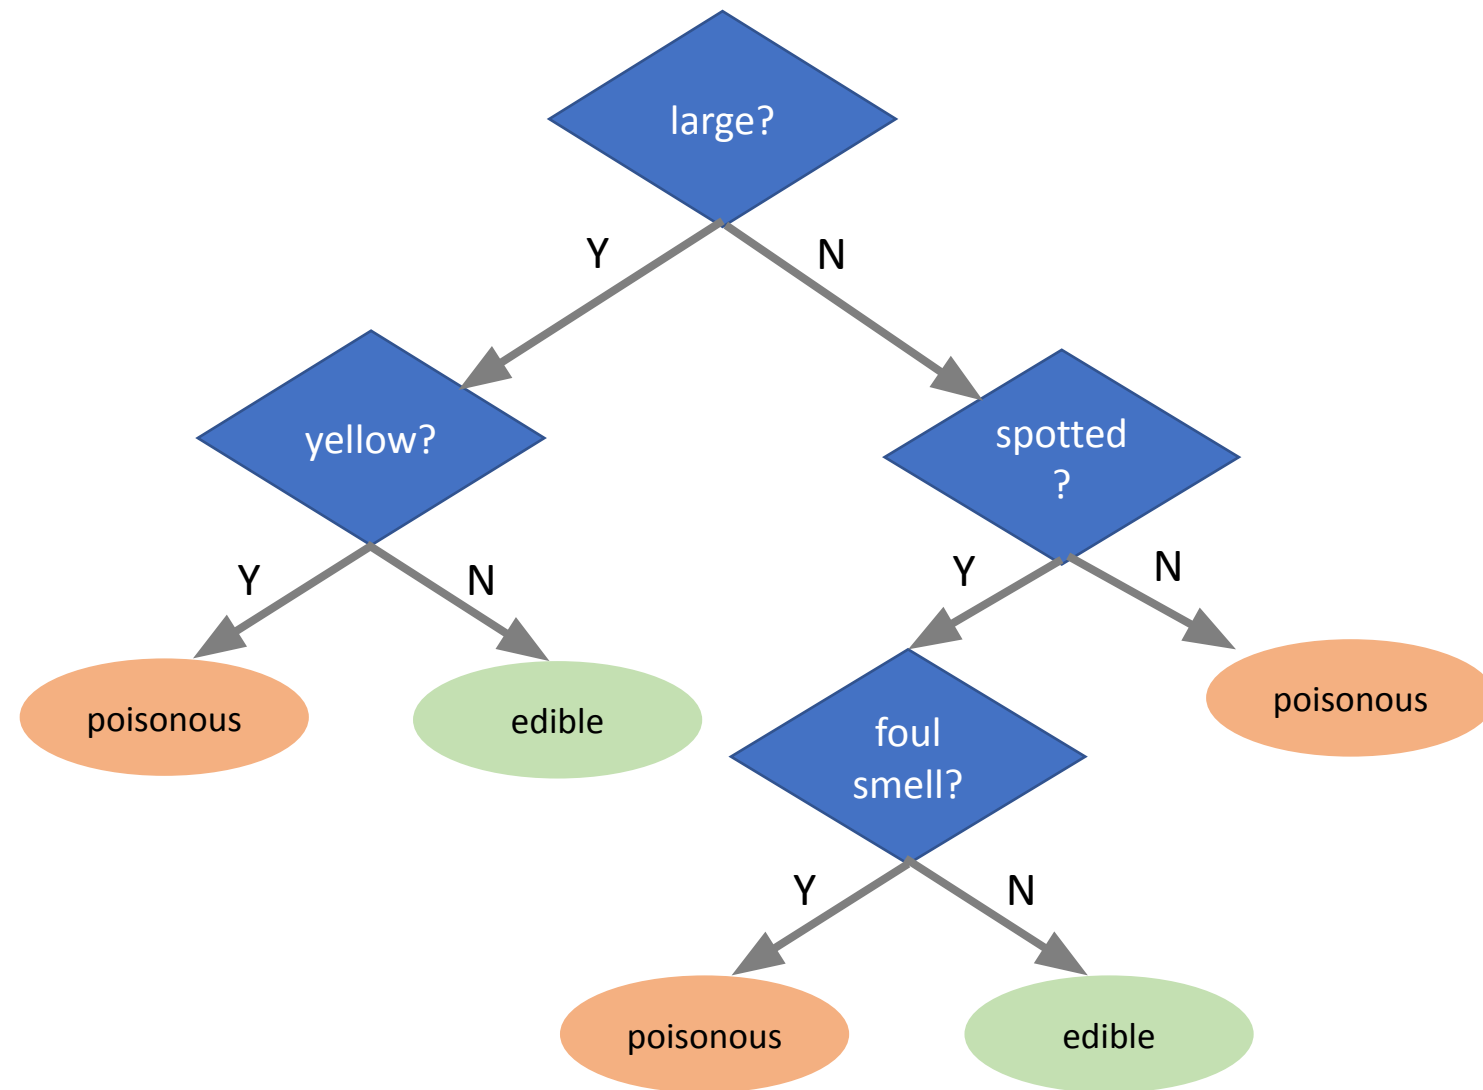 large?
Y
N
yellow?
spotted
?
Y
N
Y
N
poisonous
edible
foul
smell?
poisonous
Y
N
poisonous
edible